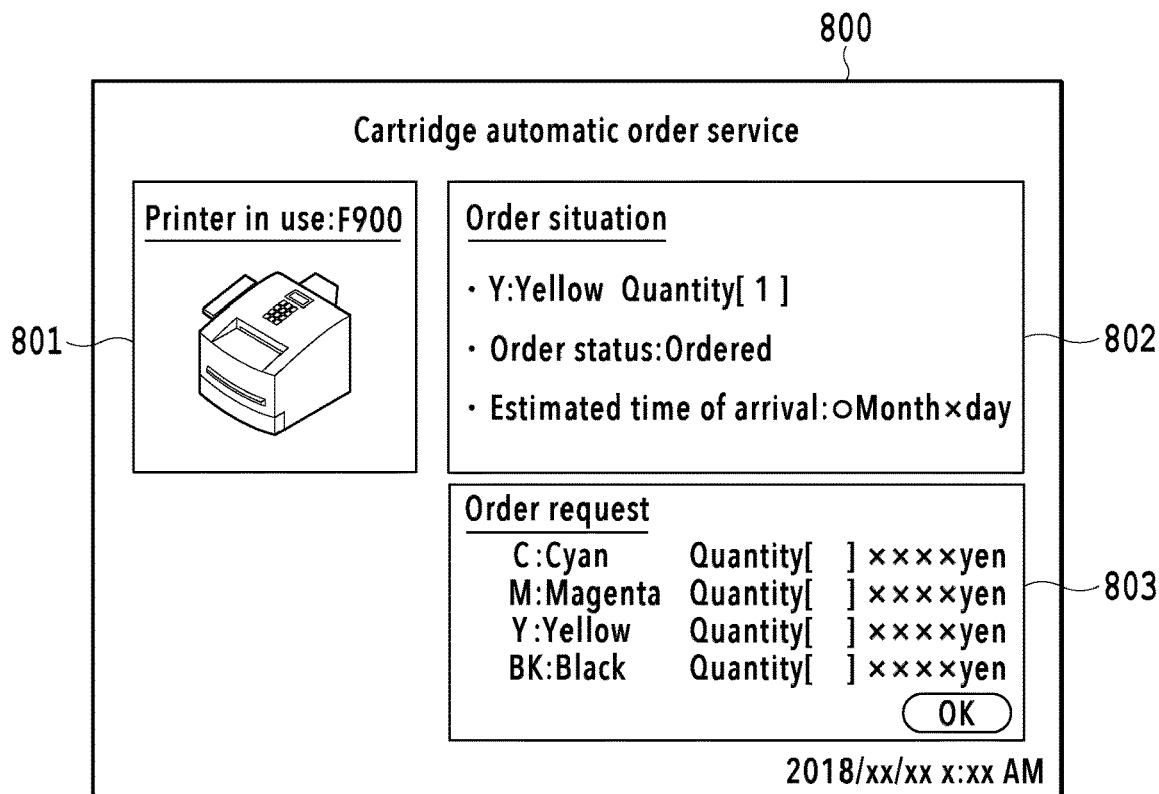 800
Cartridge automatic order service
801
Printer in use:F900
802
Order situation
・Y:Yellow Quantity[ 1 ]
・Order status:Ordered
・Estimated time of arrival:○Month×day
803
Order request
C:Cyan Quantity[ ] ××××yen
M:Magenta Quantity[ ] ××××yen
Y:Yellow Quantity[ ] ××××yen
BK:Black Quantity[ ] ××××yen
OK
2018/xx/xx x:xx AM